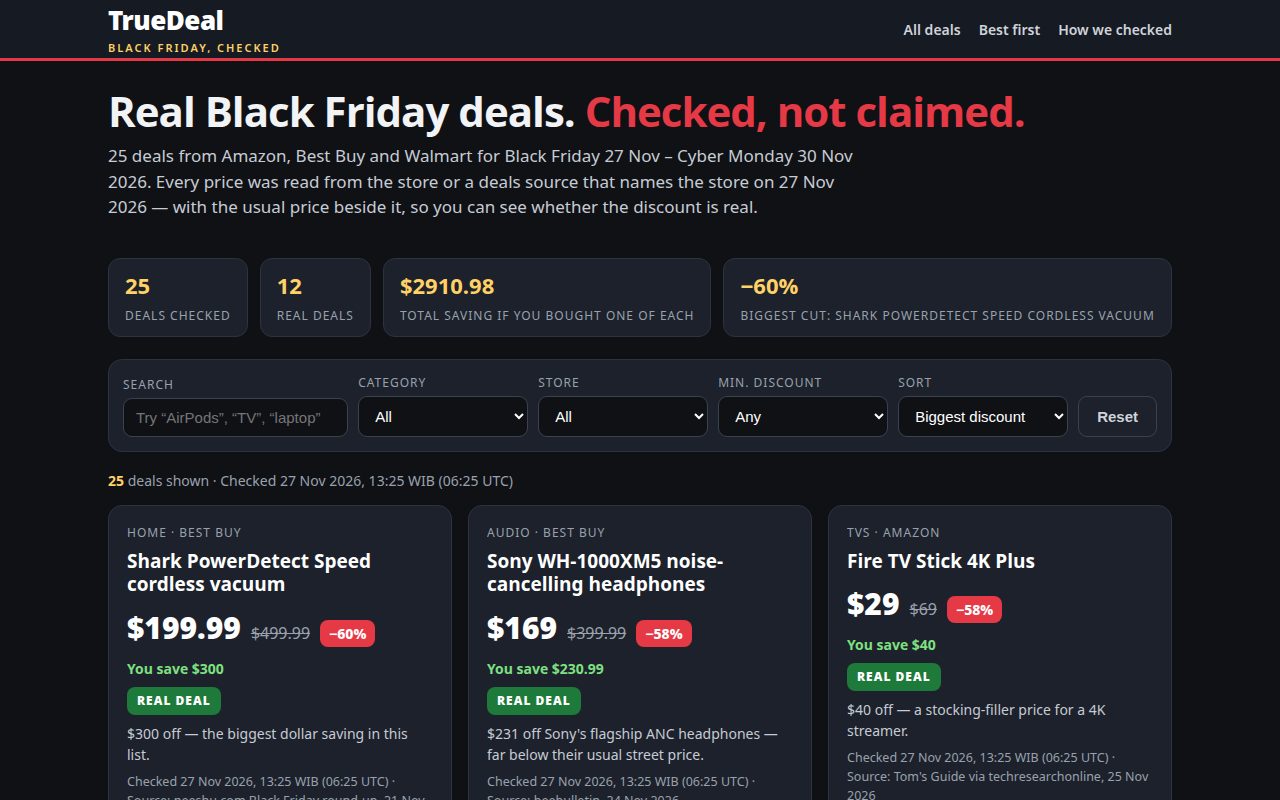 TrueDeal
BLACK FRIDAY, CHECKED
All deals
Best first
How we checked
Real Black Friday deals. Checked, not claimed.
25 deals from Amazon, Best Buy and Walmart for Black Friday 27 Nov – Cyber Monday 30 Nov
2026. Every price was read from the store or a deals source that names the store on 27 Nov
2026 — with the usual price beside it, so you can see whether the discount is real.
25
DEALS CHECKED
12
REAL DEALS
$2910.98
TOTAL SAVING IF YOU BOUGHT ONE OF EACH
−60%
BIGGEST CUT: SHARK POWERDETECT SPEED CORDLESS VACUUM
SEARCH
Try “AirPods”, “TV”, “laptop”
CATEGORY
All
STORE
All
MIN. DISCOUNT
Any
SORT
Biggest discount
Reset
25 deals shown · Checked 27 Nov 2026, 13:25 WIB (06:25 UTC)
HOME · BEST BUY
Shark PowerDetect Speed
cordless vacuum
$199.99 $499.99 −60%
You save $300
REAL DEAL
$300 off — the biggest dollar saving in this
list.
Checked 27 Nov 2026, 13:25 WIB (06:25 UTC) ·
AUDIO · BEST BUY
Sony WH-1000XM5 noise-
cancelling headphones
$169 $399.99 −58%
You save $230.99
REAL DEAL
$231 off Sony's flagship ANC headphones —
far below their usual street price.
Checked 27 Nov 2026, 13:25 WIB (06:25 UTC) ·
TVS · AMAZON
Fire TV Stick 4K Plus
$29 $69 −58%
You save $40
REAL DEAL
$40 off — a stocking-filler price for a 4K
streamer.
Checked 27 Nov 2026, 13:25 WIB (06:25 UTC) ·
Source: Tom's Guide via techresearchonline, 25 Nov
2026